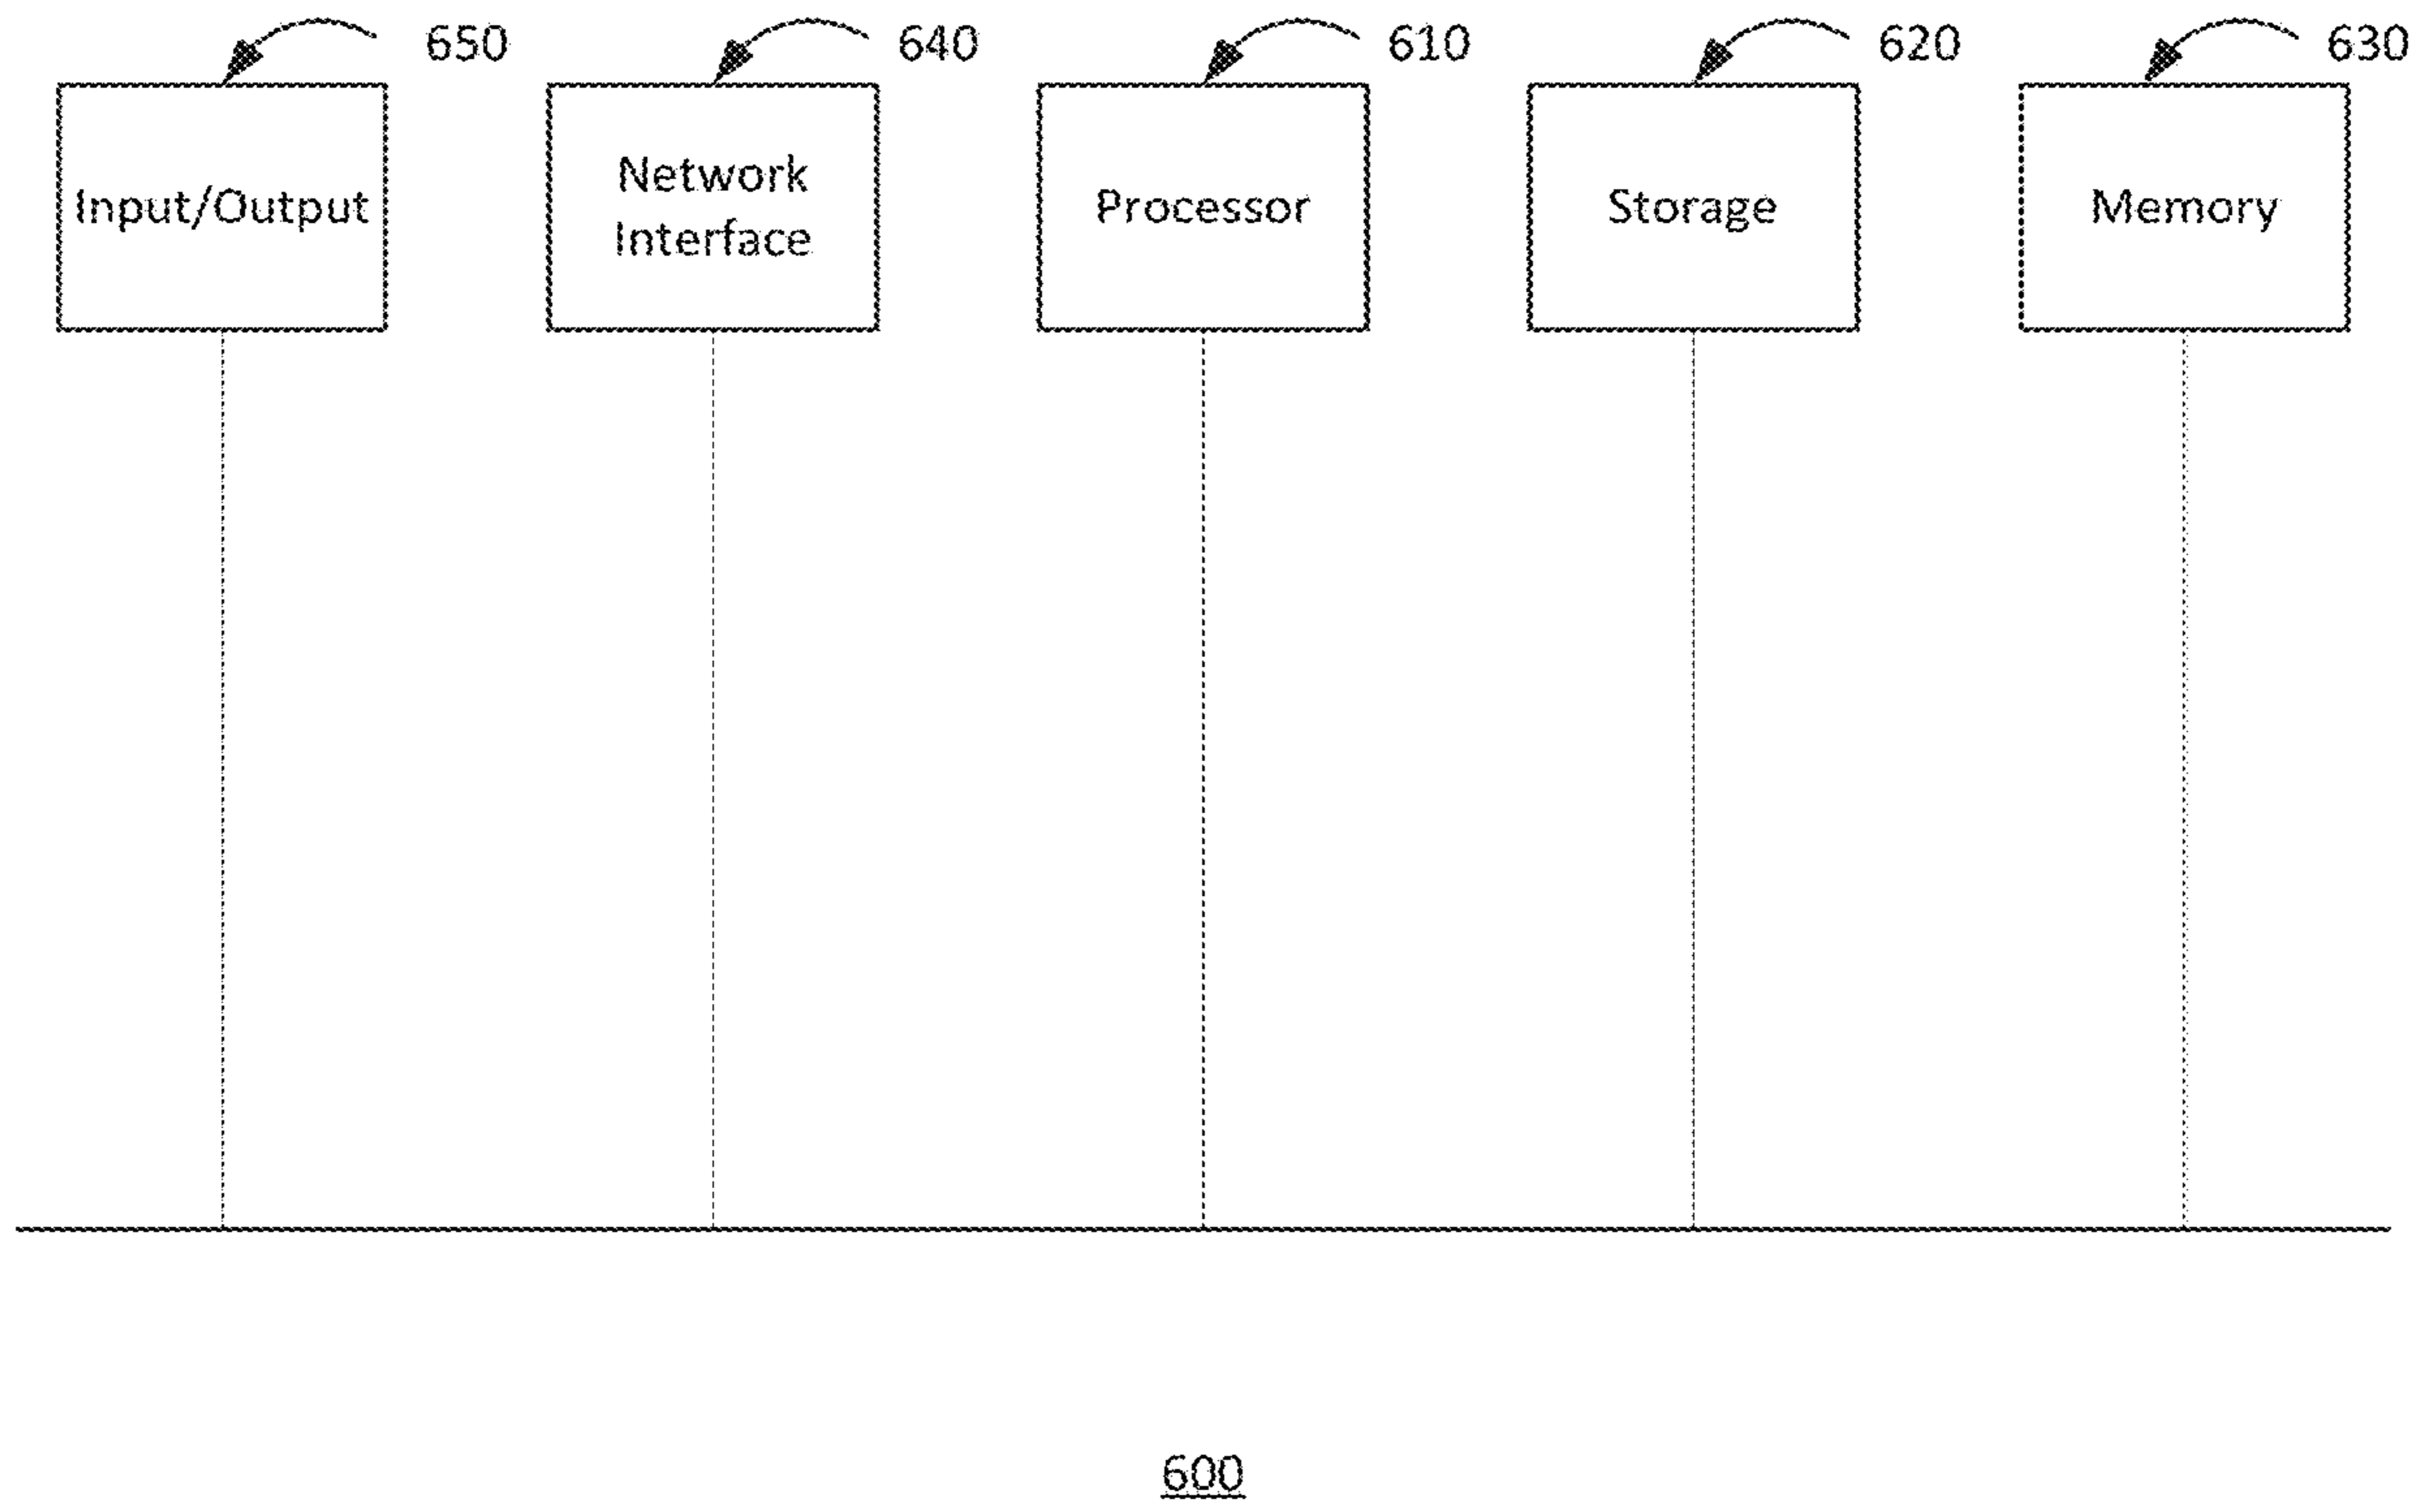 650
640
610
620
630
Input/Output
Network
Interface
Processor
Storage
Memory
600